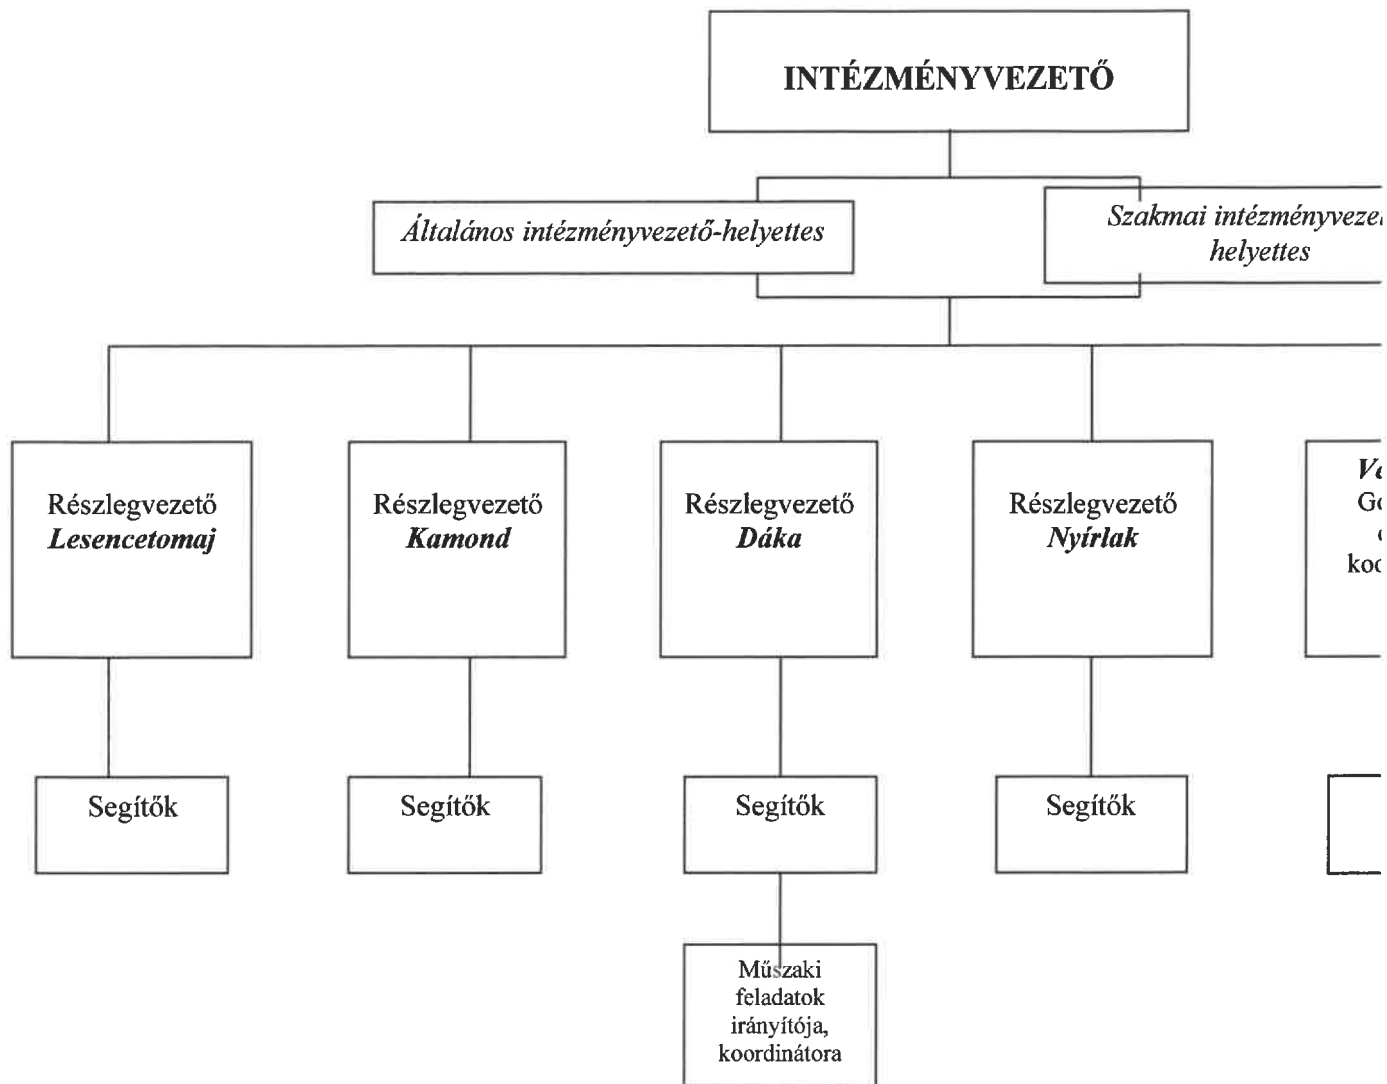 INTÉZMÉNYVEZETŐ
Általános intézményvezető-helyettes
Szakmai
helyettes
Részlegvezető
Lesencetomaj
Részlegvezető
Kamond
Részlegvezető
Dáka
Részlegvezető
Nyírlak
Segítők
Segítők
Segítők
Segítők
Műszaki
feladatok
irányítója,
koordinátora